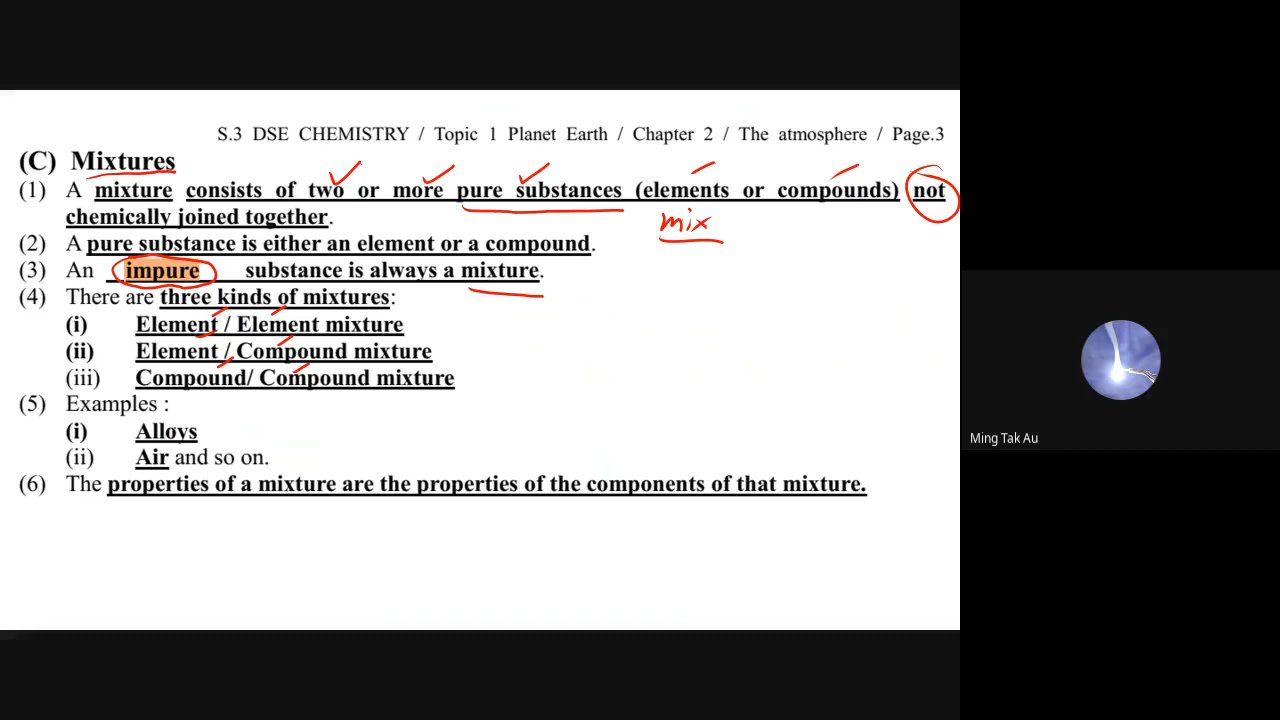 S.3 DSE CHEMISTRY / Topic 1 Planet Earth / Chapter 2 / The atmosphere / Page.3
(C) Mixtures
(1) A mixture consists of two or more pure substances (elements or compounds) not
chemically joined together.
mix
(2) A pure substance is either an element or a compound.
(3) An impure substance is always a mixture.
(4) There are three kinds of mixtures:
(i) Element / Element mixture
(ii) Element / Compound mixture
(iii) Compound/ Compound mixture
(5) Examples :
(i) Alloys
(ii) Air and so on.
(6) The properties of a mixture are the properties of the components of that mixture.
Ming Tak Au